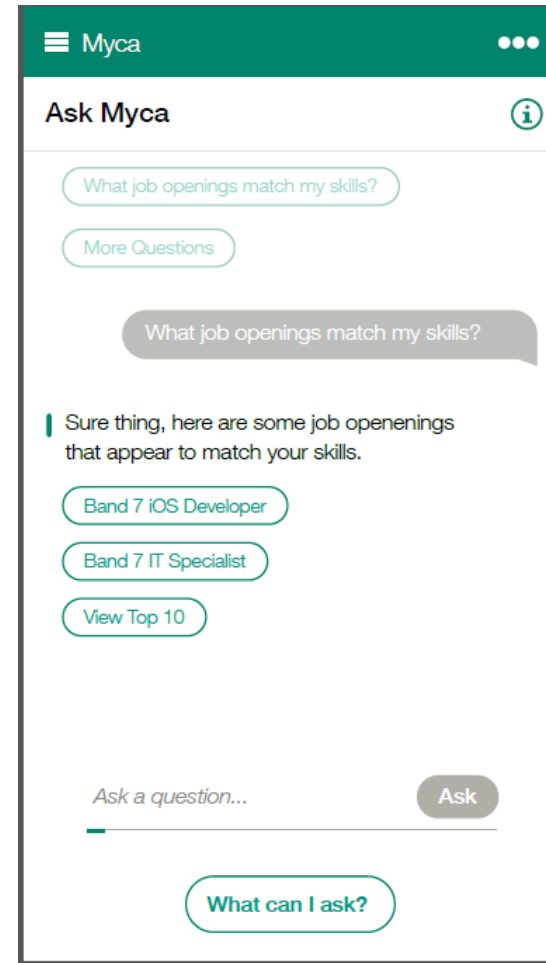 Myca
Ask Myca
What job openings match my skills?
More Questions
What job openings match my skills?
Sure thing, here are some job openenings
that appear to match your skills.
Band 7 iOS Developer
Band 7 IT Specialist
View Top 10
Ask a question...
Ask
What can I ask?